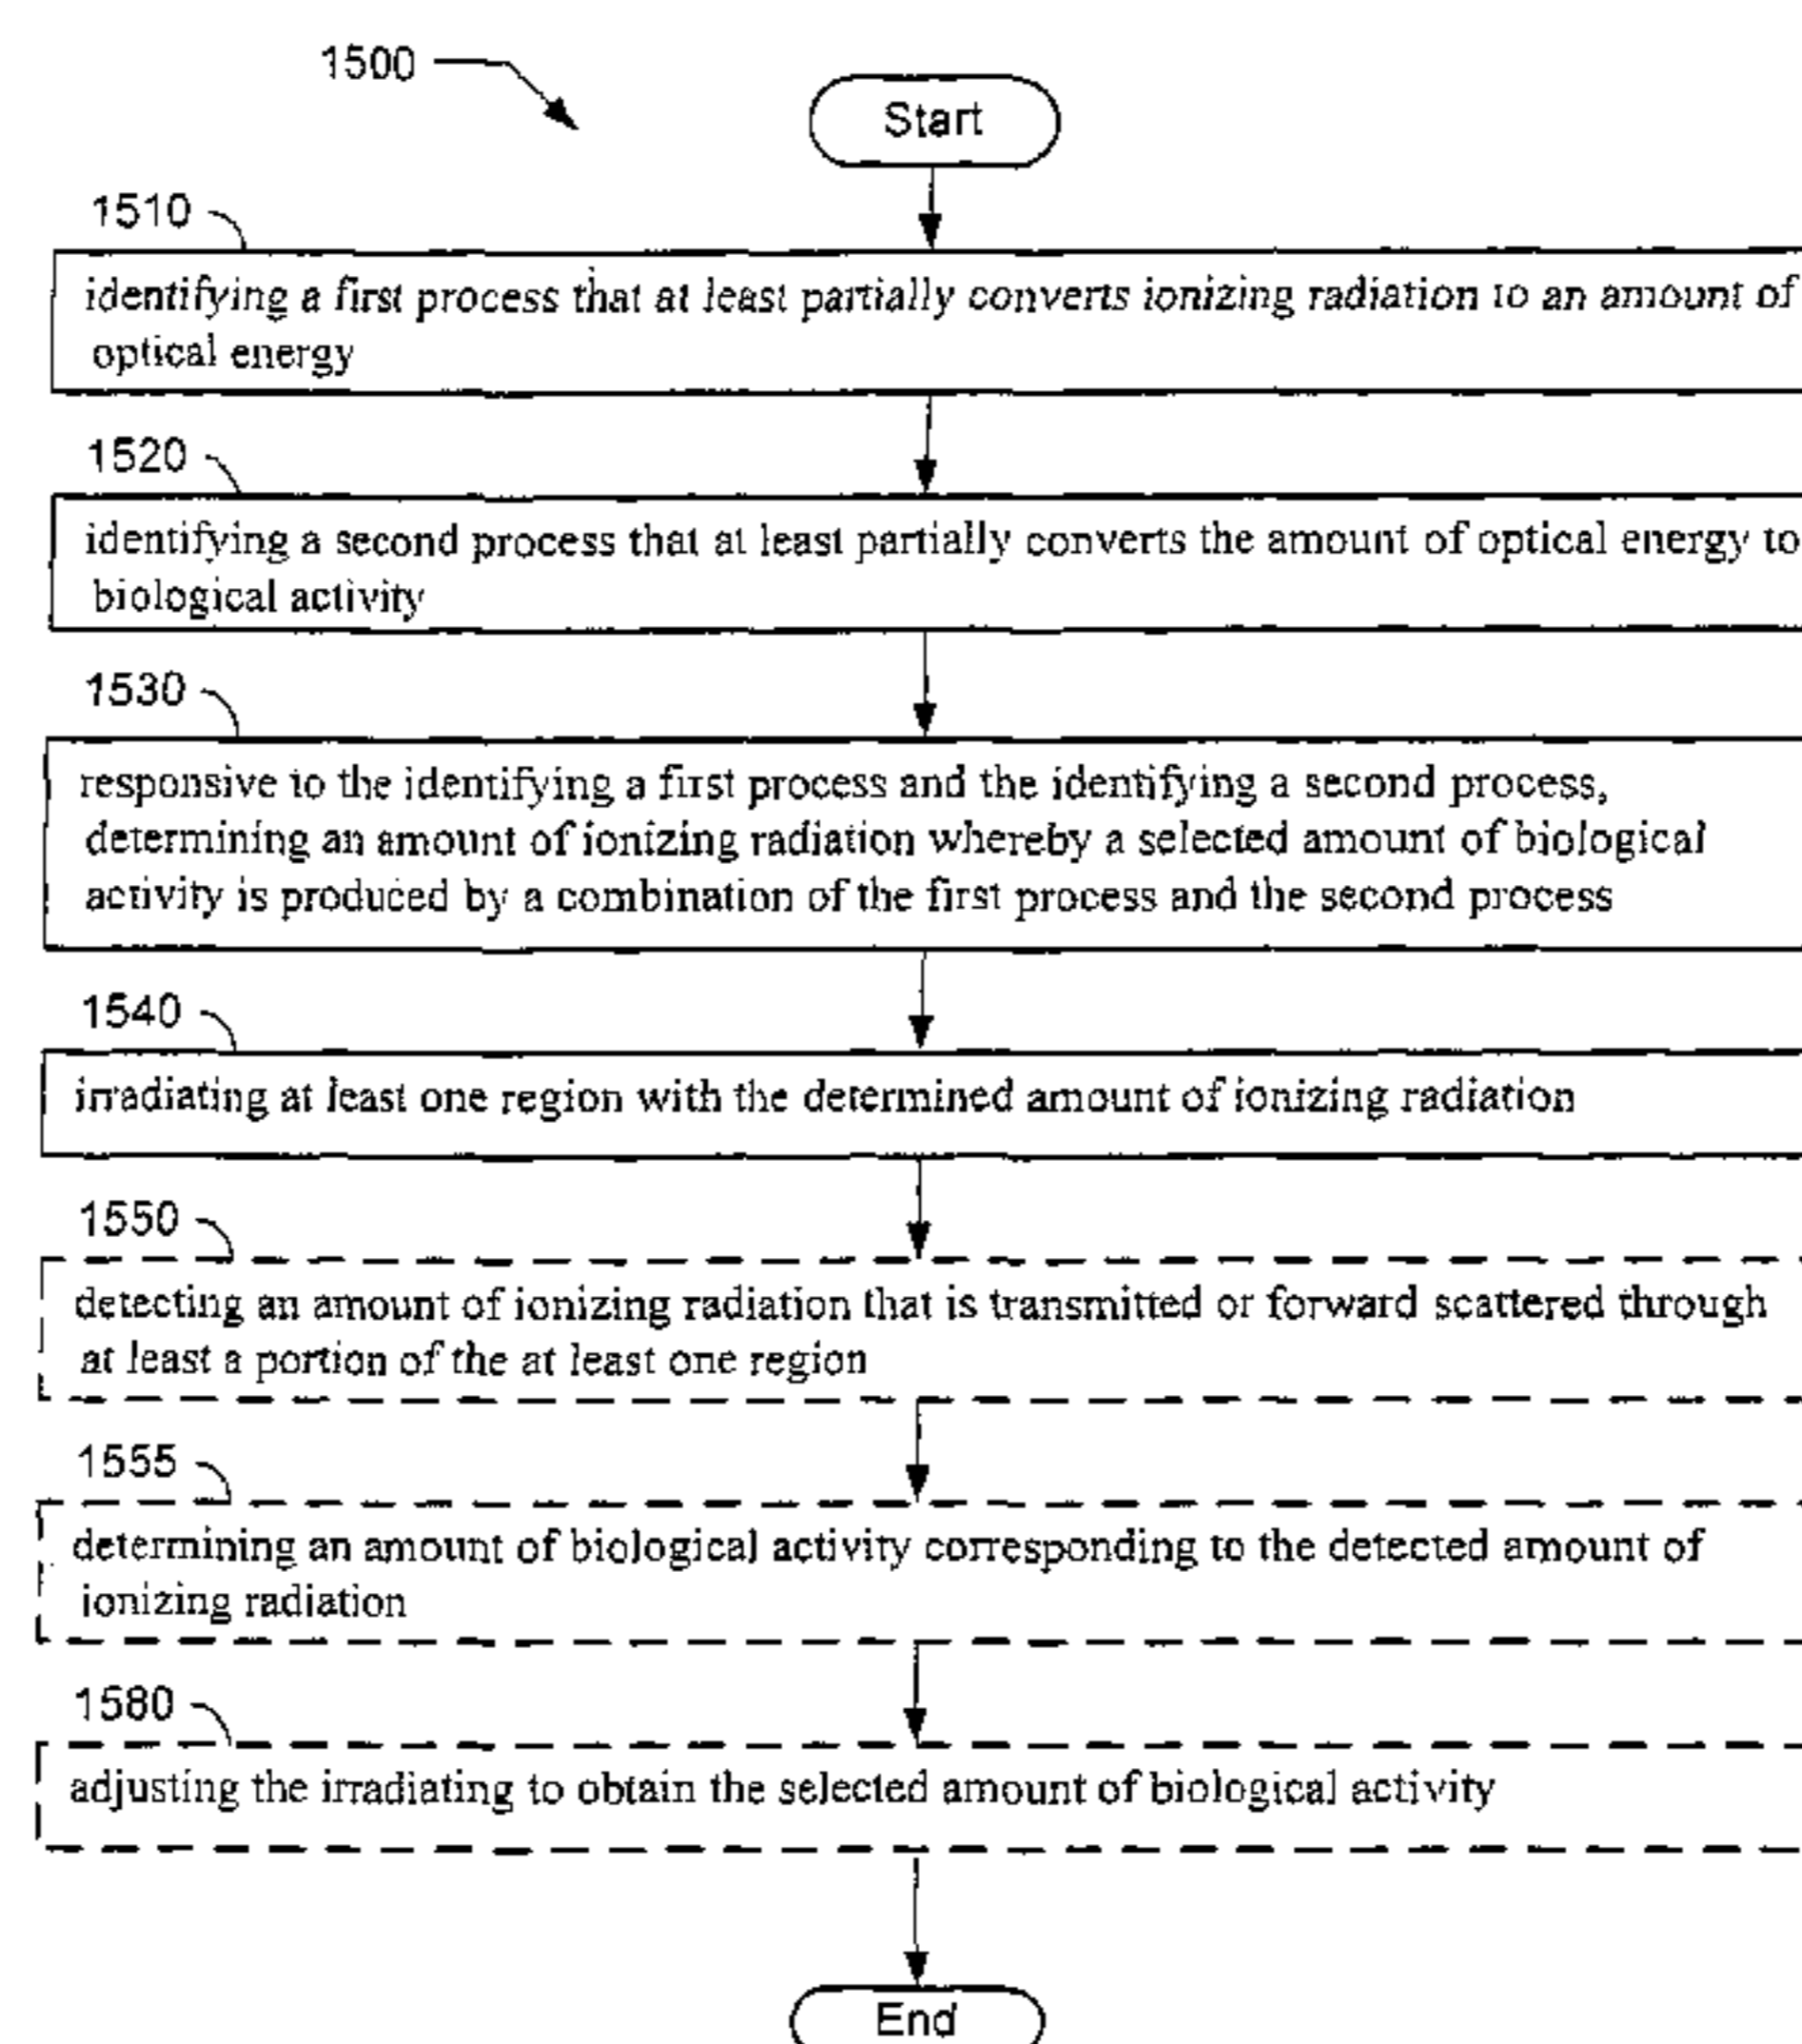 1500
Start
1510
identifying a first process that at least partially converts ionizing radiation to an amount of
optical energy
1520
identifying a second process that at least partially converts the amount of optical energy to
biological activity
1530
responsive to the identifying a first process and the identifying a second process,
determining an amount of ionizing radiation whereby a selected amount of biological
activity is produced by a combination of the first process and the second process
1540
irradiating at least one region with the determined amount of ionizing radiation
1550
detecting an amount of ionizing radiation that is transmitted or forward scattered through
at least a portion of the at least one region
1555
determining an amount of biological activity corresponding to the detected amount of
ionizing radiation
1580
adjusting the irradiating to obtain the selected amount of biological activity
End